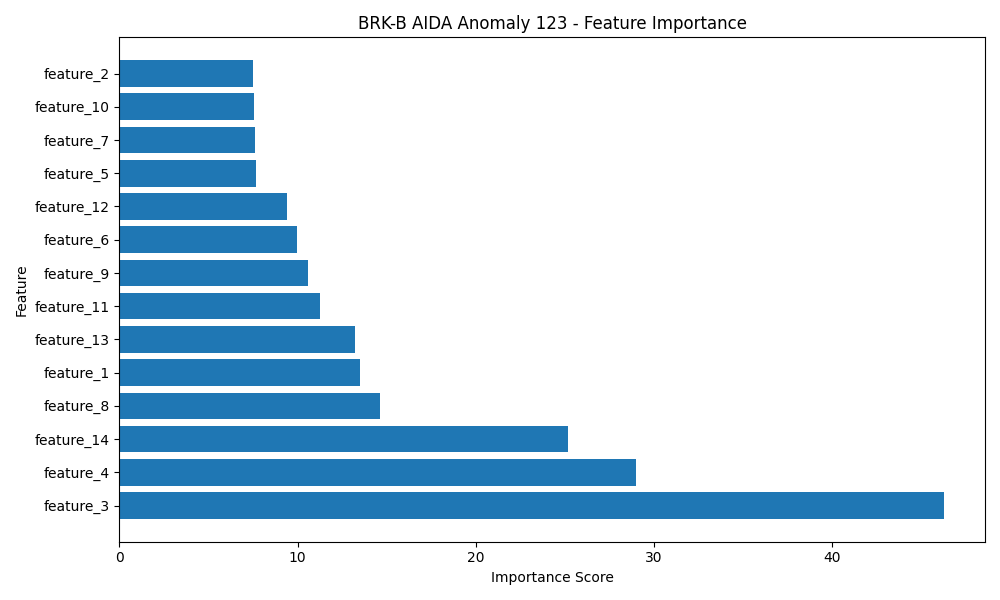 BRK-B AIDA Anomaly 123 - Feature Importance
feature_2
feature_10
feature_7
feature_5
feature_12
feature_6
feature_9
feature_11
feature_13
feature_1
feature_8
feature_14
feature_4
feature_3
Feature
0 10 20 30 40
Importance Score